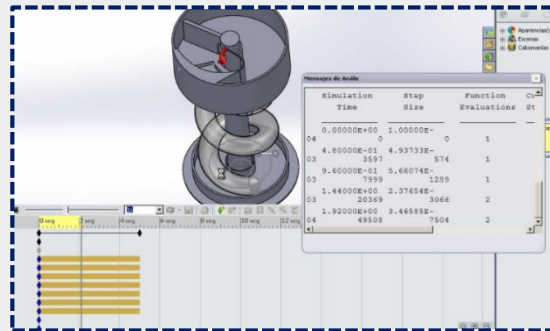 Apariencias
Escenas
Calcomanías
Mensajes de Análi
Simulation Step Function
Time Size Evaluations St
0.00000E+00 1.00000E-
04 0 0 1
4.80000E-01 4.93733E-
03 3597 574 1
9.60000E-01 5.66074E-
03 7999 1289 1
1.44000E+00 2.37654E-
03 20369 3066 2
1.92000E+00 3.46585E-
04 49508 7504 2
0 seg 2 seg 4 seg 6 seg 8 seg 10 seg 12 seg